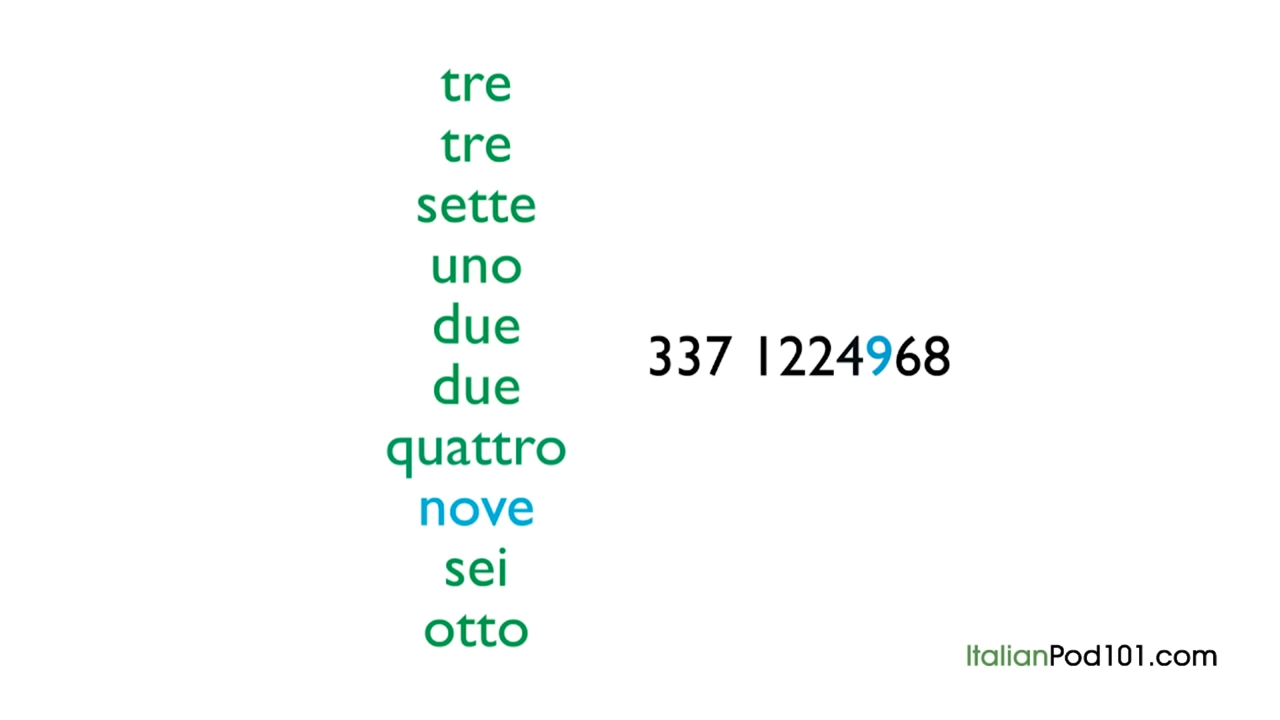 tre
tre
sette
uno
due
due
quattro
nove
sei
otto
337 1224968
ItalianPod101.com